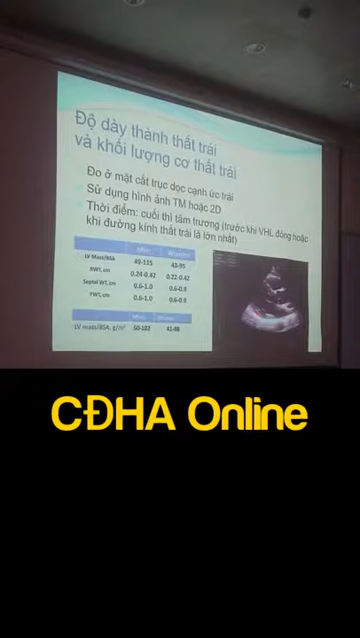 Độ dày thành thất trái
và khối lượng cơ thất trái
Đo ở mặt cắt trục dọc cạnh ức trái
Sử dụng hình ảnh TM hoặc 2D
Thời điểm: cuối thì tâm trương (trước khi VHL đóng hoặc
khi đường kính thất trái là lớn nhất)
Men Women
LV Mass/BSA 49-115 43-95
RWT, cm 0.24-0.42 0.22-0.42
Septal WT, cm 0.6-1.0 0.6-0.9
PWT, cm 0.6-1.0 0.6-0.9
LV mass/BSA, g/m² 50-102
CĐHA Online